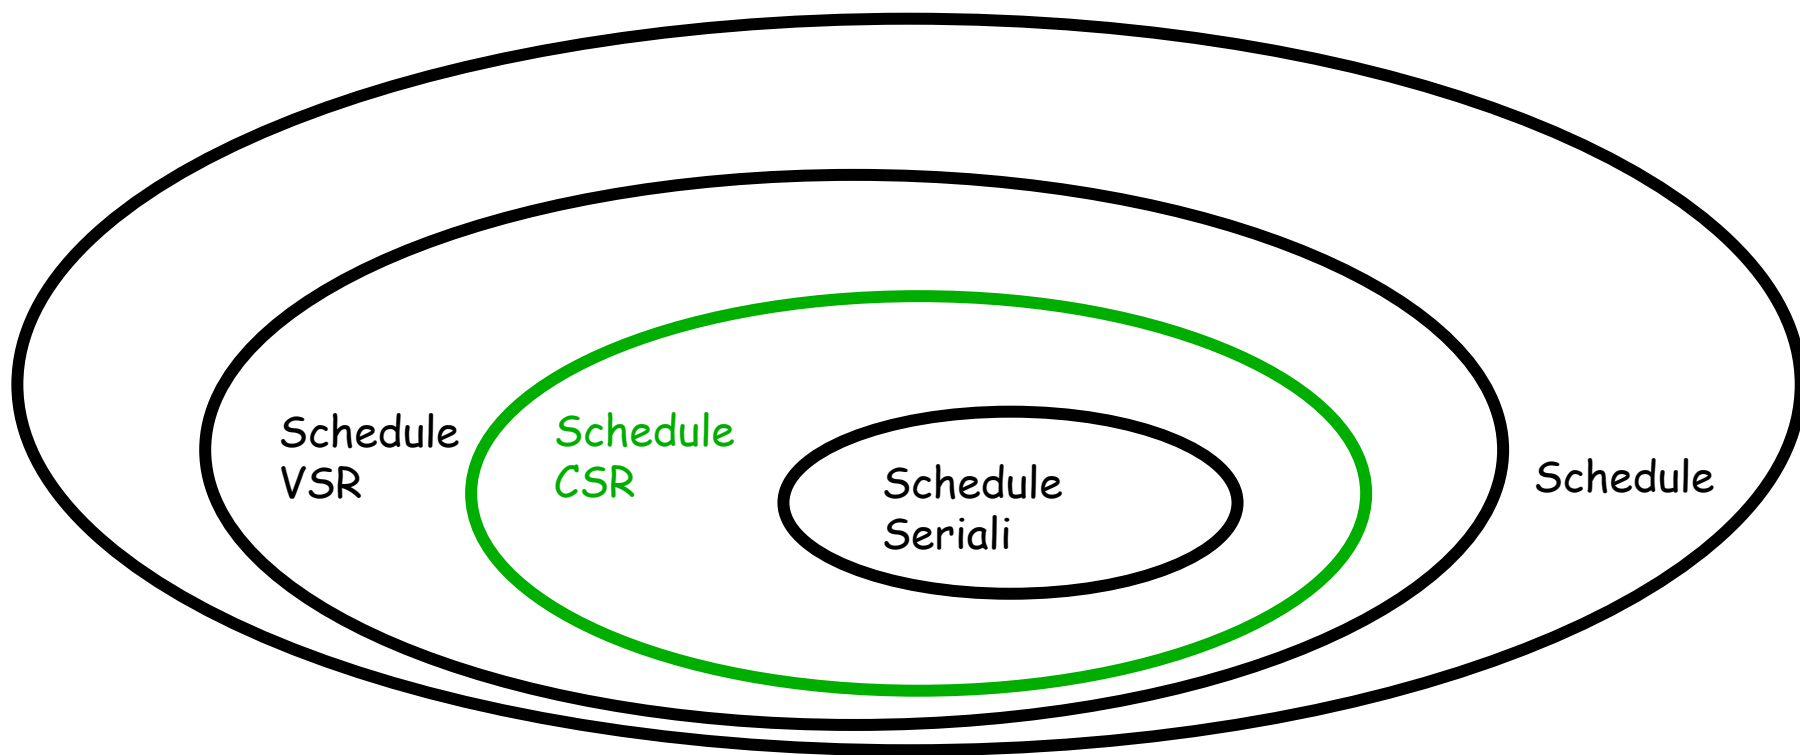 Schedule
VSR
Schedule
CSR
Schedule
Seriali
Schedule